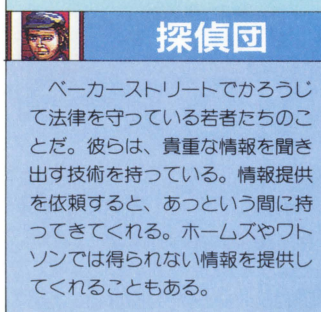 探偵団
ベーカーストリートでかろうじ
て法律を守っている若者たちのこ
とだ。彼らは、貴重な情報を聞き
出す技術を持っている。情報提供
を依頼すると、あっという間に持
ってきてくれる。ホームズやワト
ソンでは得られない情報を提供し
てくれることもある。